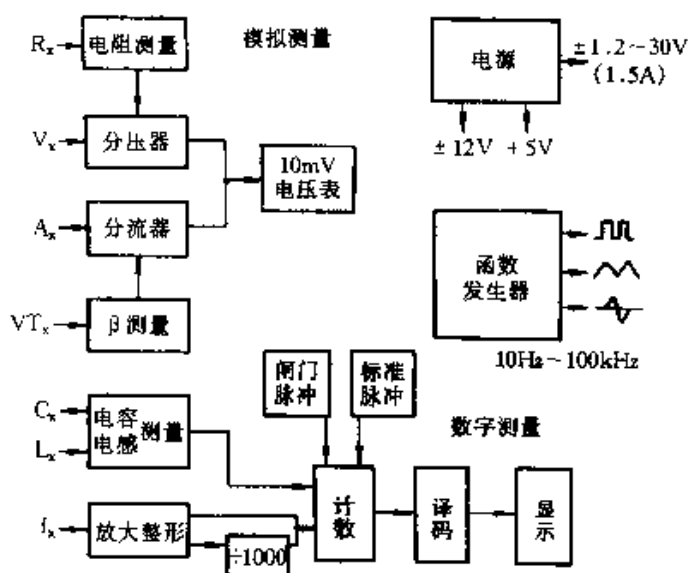 Rx
电阻测量
模拟测量
电源
±1.2~30V
(1.5A)
Vx
分压器
±12V
+5V
10mV
电压表
Ax
分流器
函数
发生器
VTx
β测量
10Hz~100kHz
闸门
脉冲
标准
脉冲
Cx
Lx
电容
电感
测量
数字测量
计数
译码
显示
fx
放大整形
÷1000